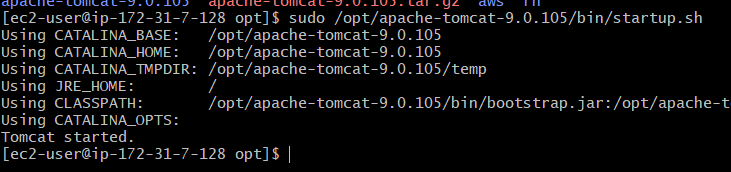 apache-tomcat-9.0.105 apache-tomcat-9.0.105.tar.gz aws rh
[ec2-user@ip-172-31-7-128 opt]$ sudo /opt/apache-tomcat-9.0.105/bin/startup.sh
Using CATALINA_BASE: /opt/apache-tomcat-9.0.105
Using CATALINA_HOME: /opt/apache-tomcat-9.0.105
Using CATALINA_TMPDIR: /opt/apache-tomcat-9.0.105/temp
Using JRE_HOME: /
Using CLASSPATH: /opt/apache-tomcat-9.0.105/bin/bootstrap.jar:/opt/apache-t
Using CATALINA_OPTS:
Tomcat started.
[ec2-user@ip-172-31-7-128 opt]$